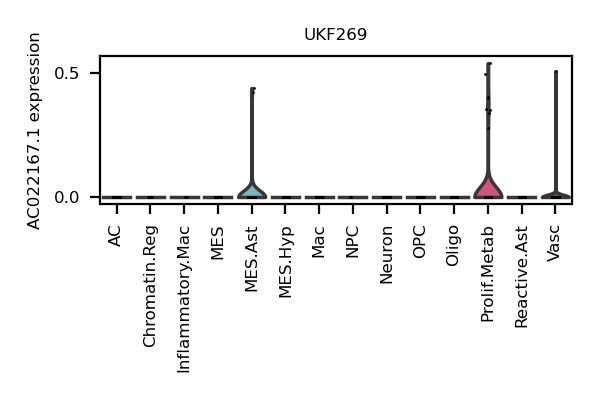 UKF269
AC022167.1 expression
0.5
0.0
AC
Chromatin.Reg
Inflammatory.Mac
MES
MES.Ast
MES.Hyp
Mac
NPC
Neuron
OPC
Oligo
Prolif.Metab
Reactive.Ast
Vasc